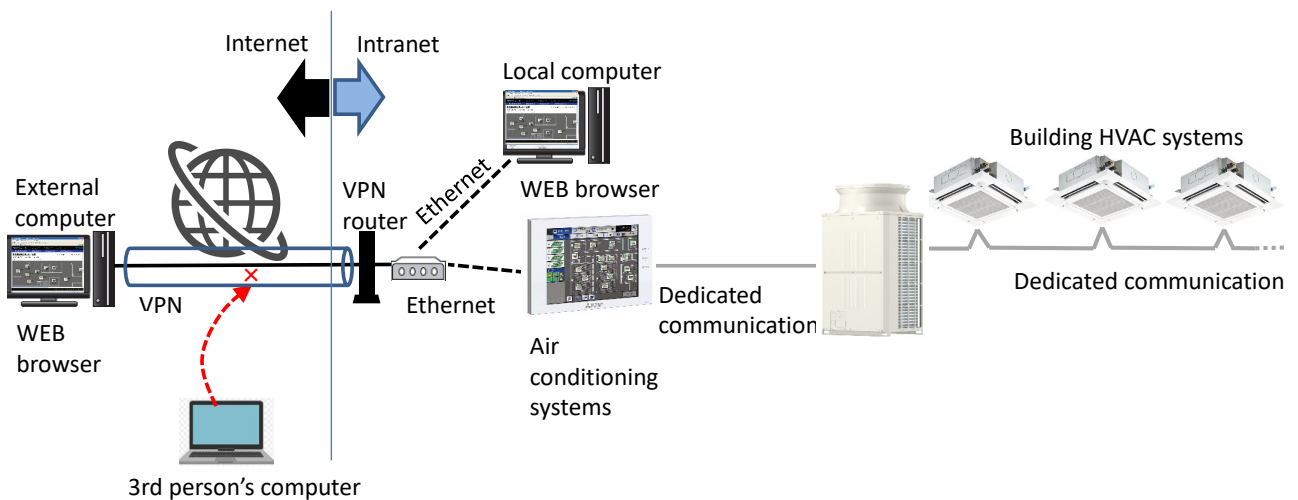 Internet
Intranet
Local computer
Building HVAC systems
External
computer
VPN
router
Ethernet
WEB browser
VPN
Ethernet
Dedicated
communication
Dedicated communication
WEB
browser
Air
conditioning
systems
3rd person's computer